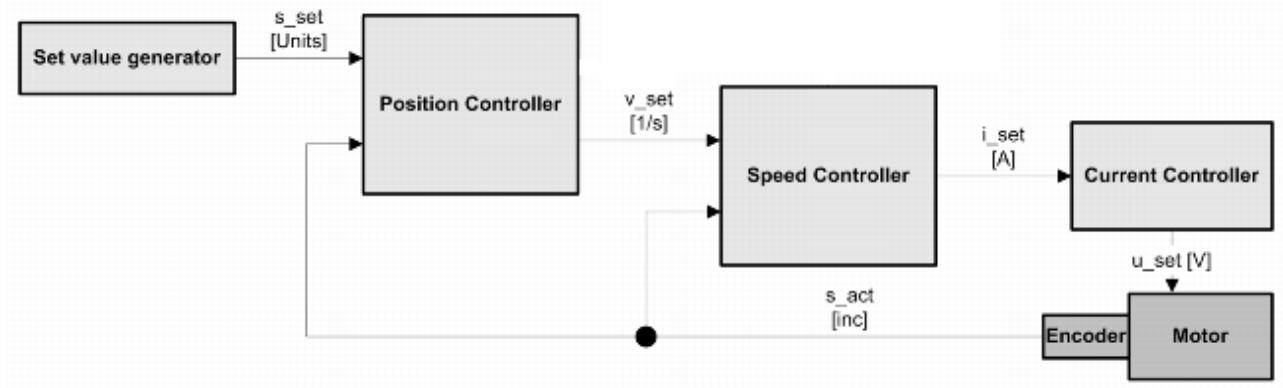 s_set
[Units]
Set value generator
Position Controller
v_set
[1/s]
Speed Controller
i_set
[A]
Current Controller
u_set [V]
s_act
[inc]
Encoder
Motor